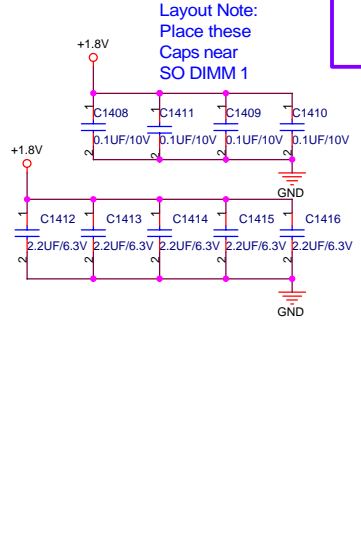 Layout Note:
Place these
Caps near
SO DIMM 1
+1.8V
1 1 1 1
C1408 C1411 C1409 C1410
0.1UF/10V 0.1UF/10V 0.1UF/10V 0.1UF/10V
2 2 2 2
GND
+1.8V
1 1 1 1 1
C1412 C1413 C1414 C1415 C1416
2.2UF/6.3V 2.2UF/6.3V 2.2UF/6.3V 2.2UF/6.3V 2.2UF/6.3V
2 2 2 2 2
GND